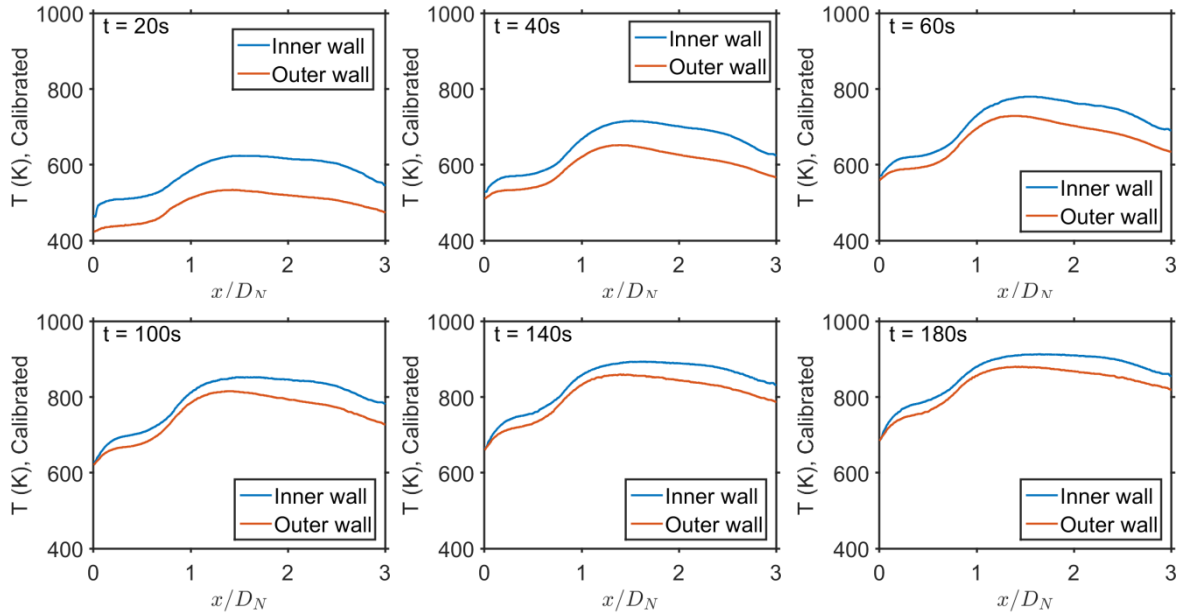 t = 20s
Inner wall
Outer wall
T (K), Calibrated
1000
800
600
400
0 1 2 3
x/D_N
t = 40s
Inner wall
Outer wall
T (K), Calibrated
1000
800
600
400
0 1 2 3
x/D_N
t = 60s
Inner wall
Outer wall
T (K), Calibrated
1000
800
600
400
0 1 2 3
x/D_N
t = 100s
Inner wall
Outer wall
T (K), Calibrated
1000
800
600
400
0 1 2 3
x/D_N
t = 140s
Inner wall
Outer wall
T (K), Calibrated
1000
800
600
400
0 1 2 3
x/D_N
t = 180s
Inner wall
Outer wall
T (K), Calibrated
1000
800
600
400
0 1 2 3
x/D_N